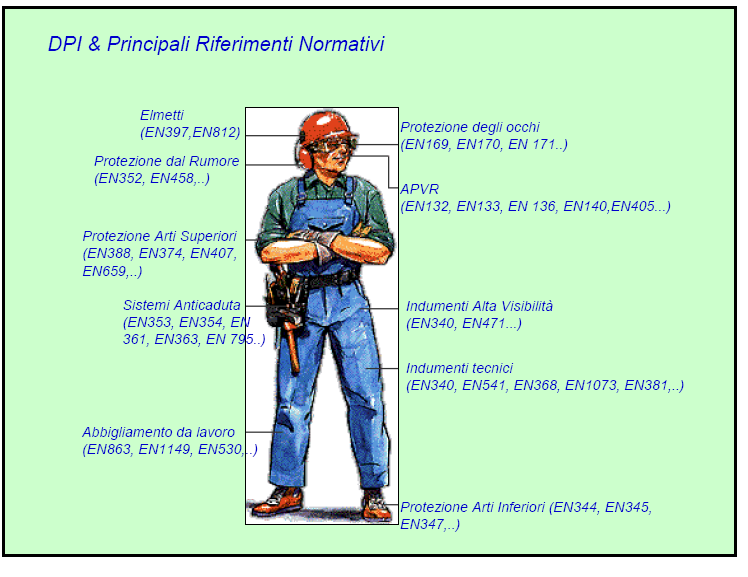 DPI & Principali Riferimenti Normativi
Elmetti
(EN397,EN812)
Protezione dal Rumore
(EN352, EN458,..)
Protezione Arti Superiori
(EN388, EN374, EN407,
EN659,..)
Sistemi Anticaduta
(EN353, EN354, EN
361, EN363, EN 795..)
Abbigliamento da lavoro
(EN863, EN1149, EN530,..)
Protezione degli occhi
(EN169, EN170, EN 171..)
APVR
(EN132, EN133, EN 136, EN140,EN405...)
Indumenti Alta Visibilità
(EN340, EN471...)
Indumenti tecnici
(EN340, EN541, EN368, EN1073, EN381,..)
Protezione Arti Inferiori (EN344, EN345,
EN347,..)